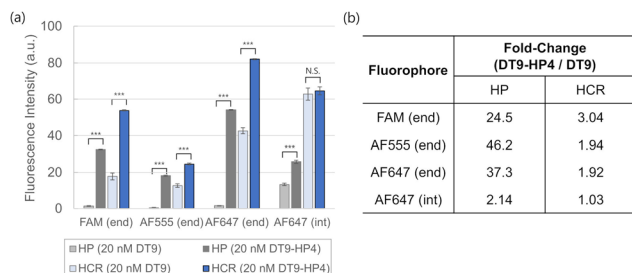 (a)
Fluorescence Intensity (a.u.)
100
80
60
40
20
0
*** *** *** *** *** *** *** N.S.
FAM (end) AF555 (end) AF647 (end) AF647 (int)
HP (20 nM DT9) HP (20 nM DT9-HP4)
HCR (20 nM DT9) HCR (20 nM DT9-HP4)
(b)
Fluorophore Fold-Change
(DT9-HP4 / DT9)
HP HCR
FAM (end) 24.5 3.04
AF555 (end) 46.2 1.94
AF647 (end) 37.3 1.92
AF647 (int) 2.14 1.03